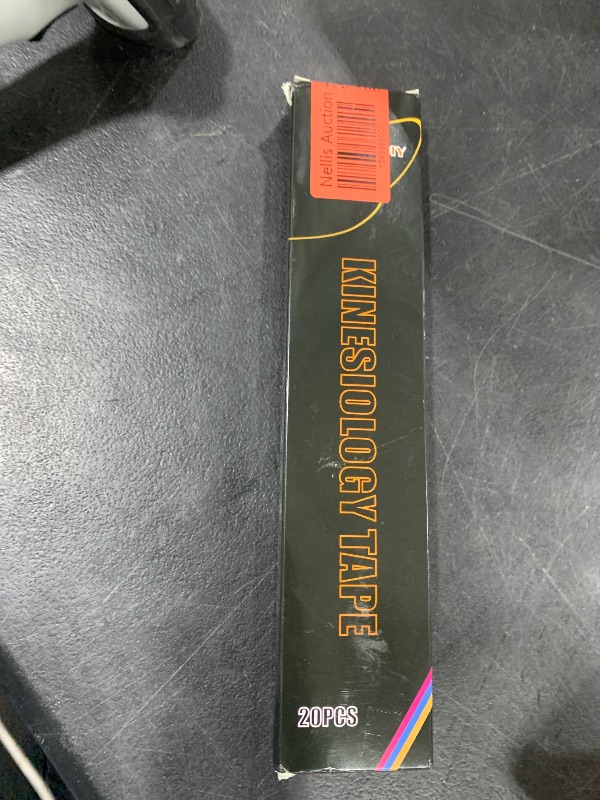 Nellis Auction
KINESIOLOGY TAPE
20PCS